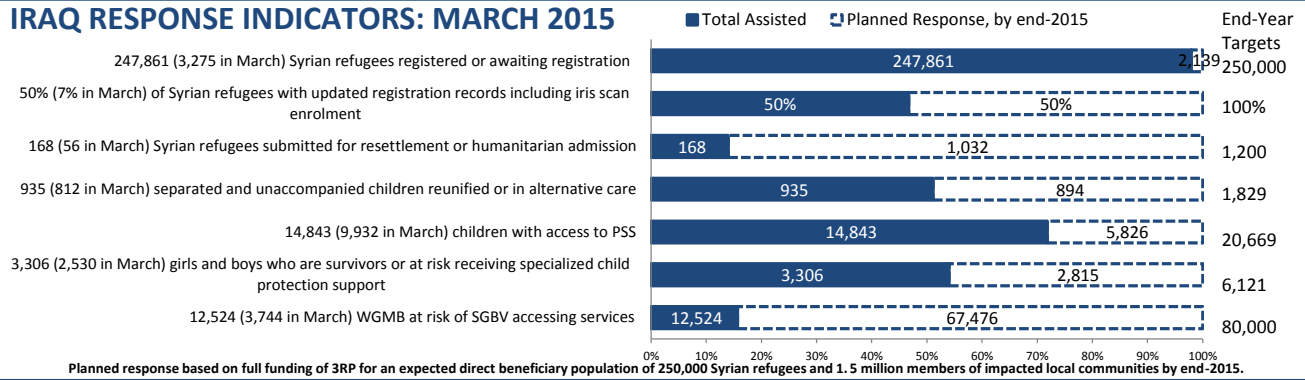 IRAQ RESPONSE INDICATORS: MARCH 2015
Total Assisted
Planned Response, by end-2015
End-Year
Targets
247,861 (3,275 in March) Syrian refugees registered or awaiting registration
247,861
2,139
250,000
50% (7% in March) of Syrian refugees with updated registration records including iris scan
enrolment
50%
50%
100%
168 (56 in March) Syrian refugees submitted for resettlement or humanitarian admission
168
1,032
1,200
935 (812 in March) separated and unaccompanied children reunified or in alternative care
935
894
1,829
14,843 (9,932 in March) children with access to PSS
14,843
5,826
20,669
3,306 (2,530 in March) girls and boys who are survivors or at risk receiving specialized child
protection support
3,306
2,815
6,121
12,524 (3,744 in March) WGMB at risk of SGBV accessing services
12,524
67,476
80,000
0% 10% 20% 30% 40% 50% 60% 70% 80% 90% 100%
Planned response based on full funding of 3RP for an expected direct beneficiary population of 250,000 Syrian refugees and 1. 5 million members of impacted local communities by end-2015.